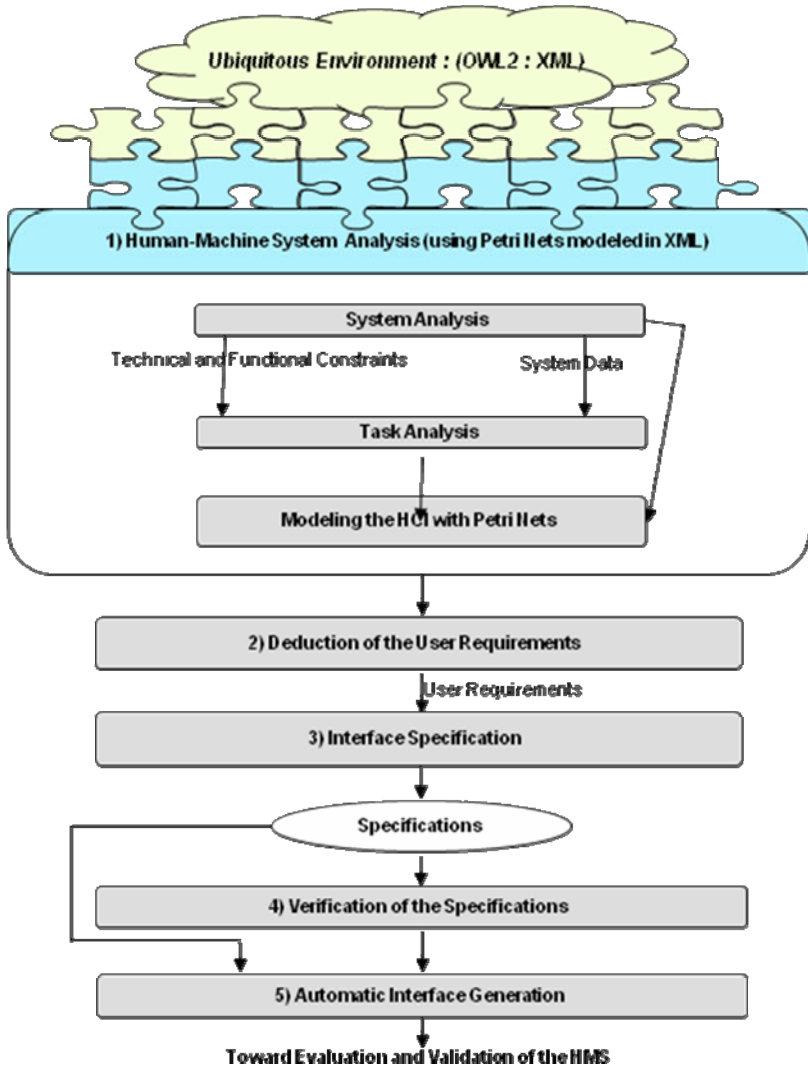 Ubiquitous Environment : (OWL2 : XML)
1) Human-Machine System Analysis (using Petri Nets modeled in XML)
System Analysis
Technical and Functional Constraints
System Data
Task Analysis
Modeling the HCI with Petri Nets
2) Deduction of the User Requirements
User Requirements
3) Interface Specification
Specifications
4) Verification of the Specifications
5) Automatic Interface Generation
Toward Evaluation and Validation of the HMS